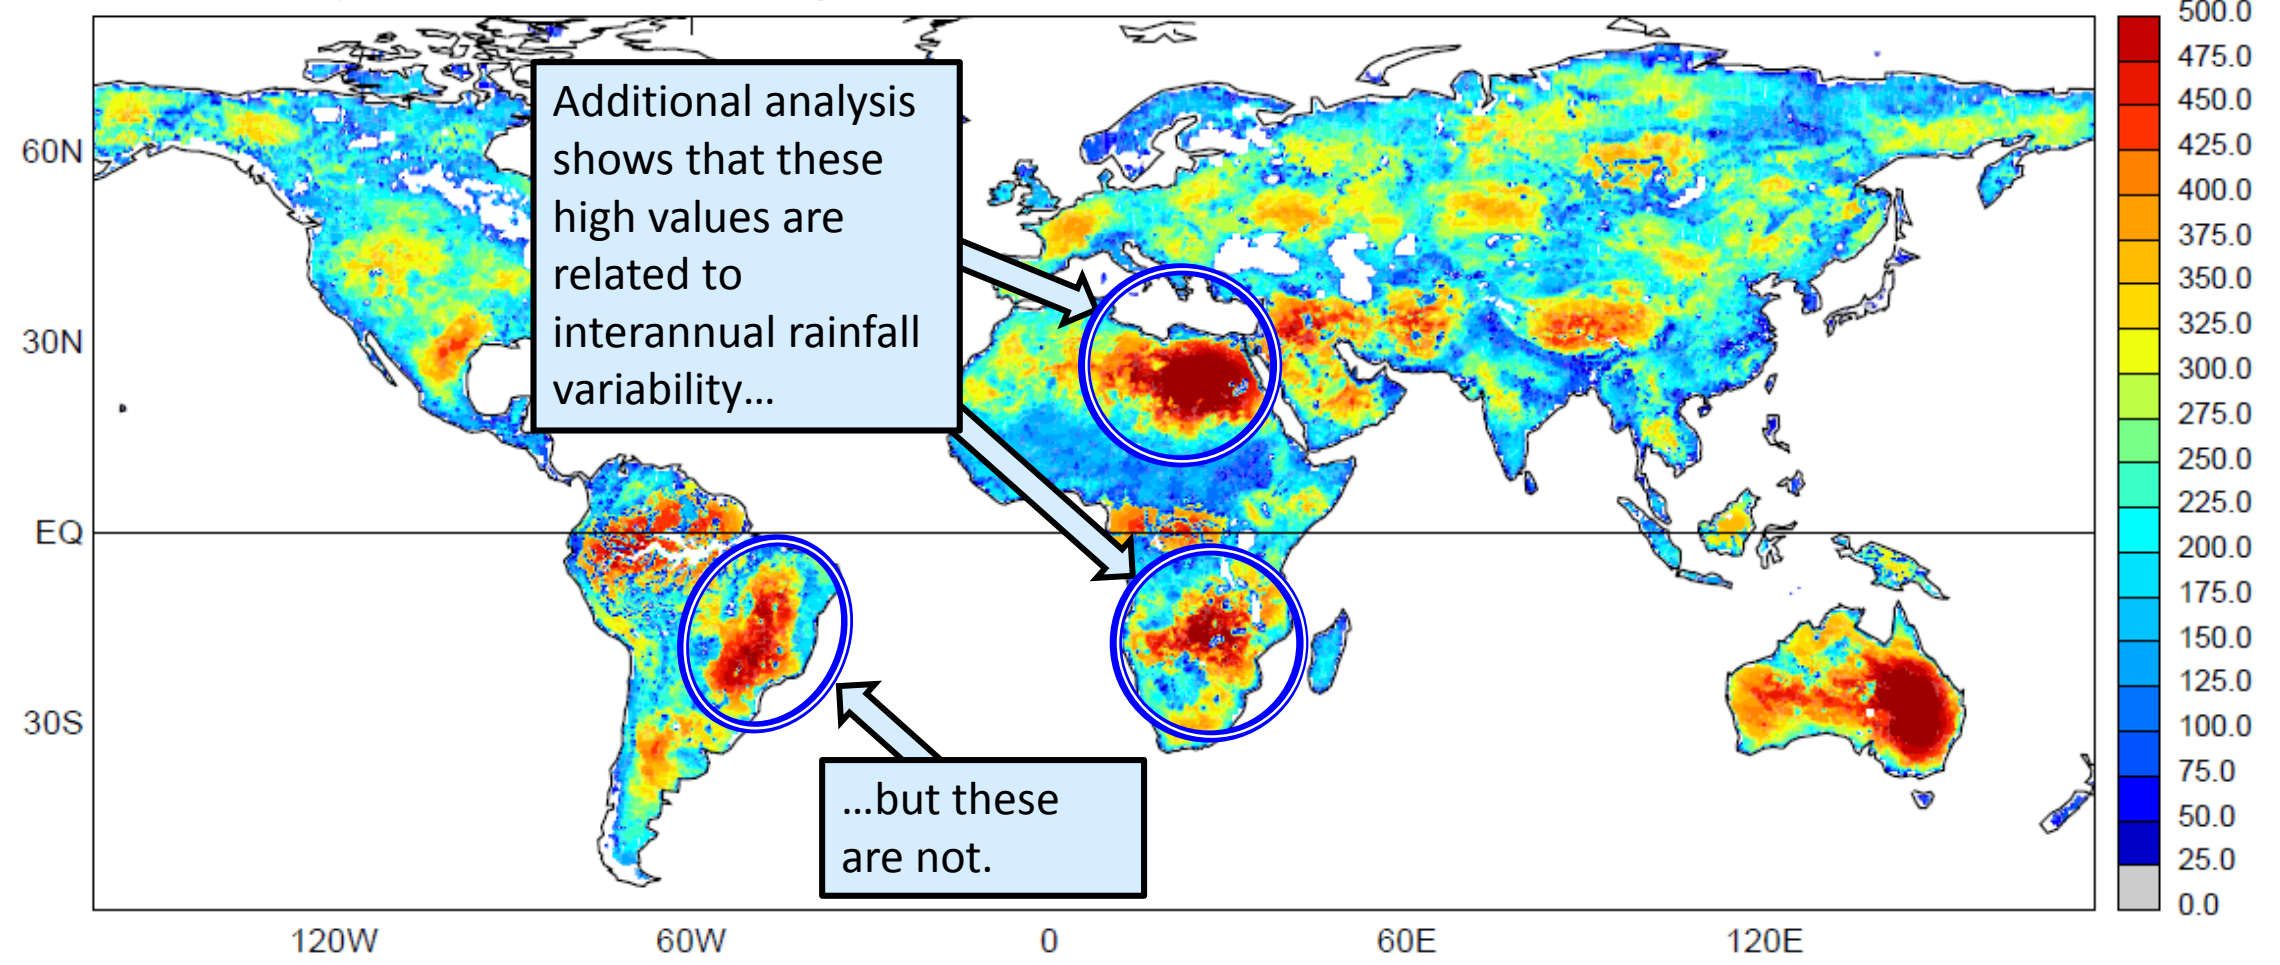 Additional analysis
shows that these
high values are
related to
interannual rainfall
variability…
…but these
are not.
60N
30N
EQ
30S
120W
60W
0
60E
120E
500.0
475.0
450.0
425.0
400.0
375.0
350.0
325.0
300.0
275.0
250.0
225.0
200.0
175.0
150.0
125.0
100.0
75.0
50.0
25.0
0.0